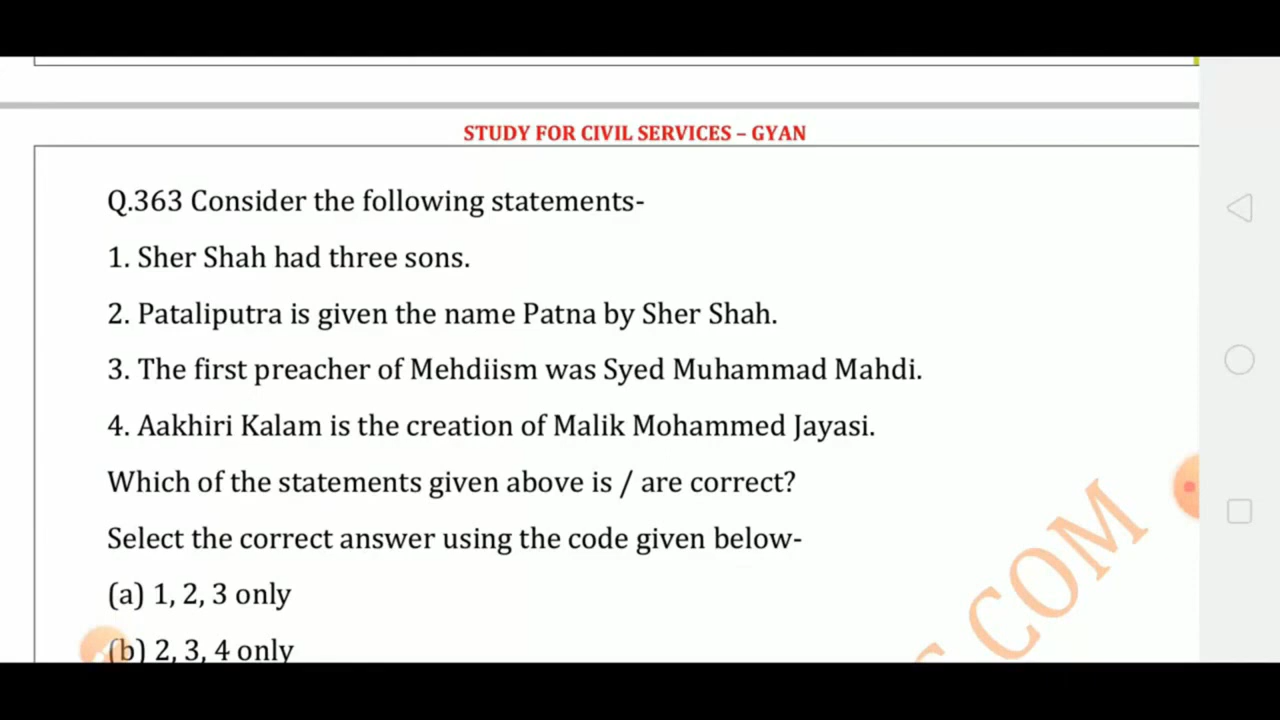 STUDY FOR CIVIL SERVICES – GYAN
Q.363 Consider the following statements-
1. Sher Shah had three sons.
2. Pataliputra is given the name Patna by Sher Shah.
3. The first preacher of Mehdiism was Syed Muhammad Mahdi.
4. Aakhiri Kalam is the creation of Malik Mohammed Jayasi.
Which of the statements given above is / are correct?
Select the correct answer using the code given below-
(a) 1, 2, 3 only
(b) 2, 3, 4 only
COM